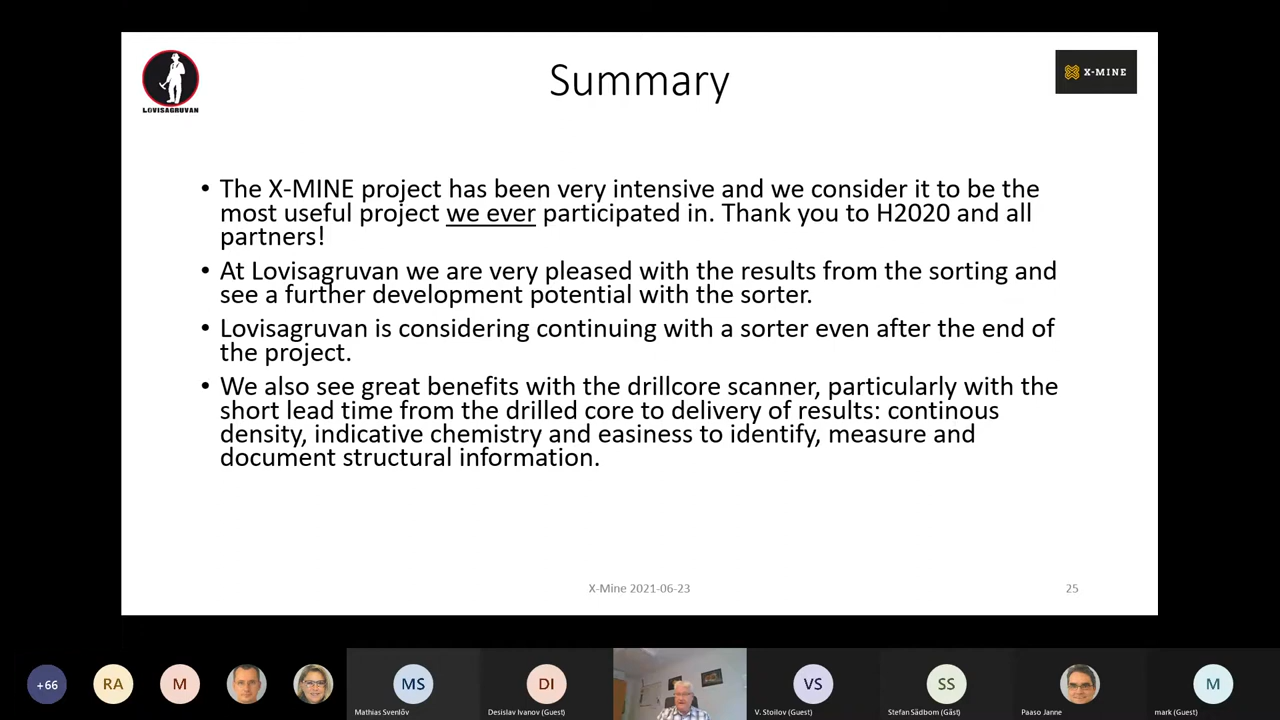 LOVISAGRUVAN
Summary
X-MINE
• The X-MINE project has been very intensive and we consider it to be the
most useful project we ever participated in. Thank you to H2020 and all
partners!
• At Lovisagruvan we are very pleased with the results from the sorting and
see a further development potential with the sorter.
• Lovisagruvan is considering continuing with a sorter even after the end of
the project.
• We also see great benefits with the drillcore scanner, particularly with the
short lead time from the drilled core to delivery of results: continous
density, indicative chemistry and easiness to identify, measure and
document structural information.
X-Mine 2021-06-23
25
+66
RA
M
MS
DI
VS
SS
M
Mathias Svenlöv
Desislav Ivanov (Guest)
V. Stoilov (Guest)
Stefan Sädbom (Gäst)
Paaso Janne
mark (Guest)